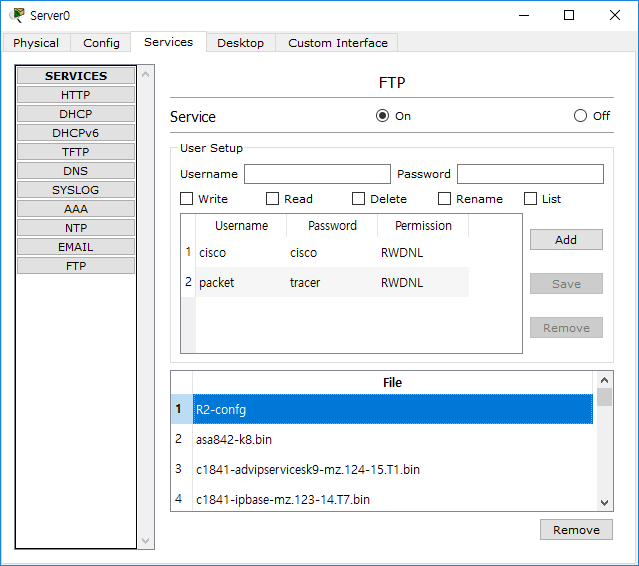 Server0
Physical Config Services Desktop Custom Interface
SERVICES
HTTP
DHCP
DHCPv6
TFTP
DNS
SYSLOG
AAA
NTP
EMAIL
FTP
FTP
Service On Off
User Setup
Username Password
Write Read Delete Rename List
Username Password Permission
1 cisco cisco RWDNL
2 packet tracer RWDNL
Add
Save
Remove
File
1 R2-confg
2 asa842-k8.bin
3 c1841-advipservicesk9-mz.124-15.T1.bin
4 c1841-ipbase-mz.123-14.T7.bin
Remove